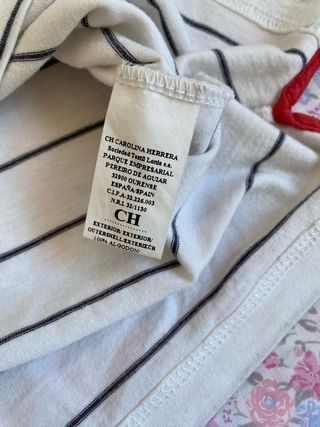 CH CAROLINA HERRERA
Sociedad Textil Lonia s.a.
PARQUE EMPRESARIAL
PEREIRO DE AGUIAR
32900 OURENSE
ESPAÑA/SPAIN
C.I.F.A-32.226.003
N.R.I. 32/1130
CH
EXTERIOR/EXTERIOR/
OUTERSHELL/EXTERIEUR
100% ALGODON/